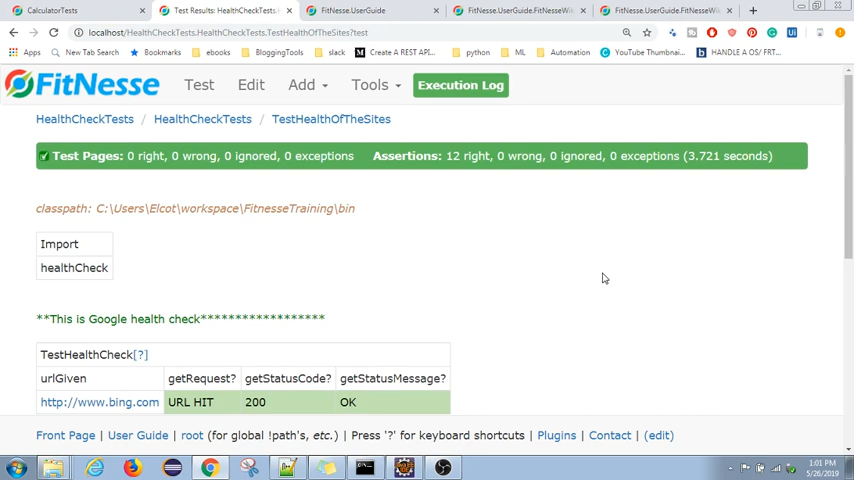 CalculatorTests
Test Results: HealthCheckTests.H
FitNesse.UserGuide
FitNesse.UserGuide.FitNesseWik
FitNesse.UserGuide.FitNesseWik
localhost/HealthCheckTests.HealthCheckTests.TestHealthOfTheSites?test
Apps New Tab Search Bookmarks ebooks BloggingTools slack Create A REST API... python ML Automation YouTube Thumbnai... HANDLE A OS/ FRT...
FitNesse Test Edit Add Tools Execution Log
HealthCheckTests / HealthCheckTests / TestHealthOfTheSites
Test Pages: 0 right, 0 wrong, 0 ignored, 0 exceptions Assertions: 12 right, 0 wrong, 0 ignored, 0 exceptions (3.721 seconds)
classpath: C:\Users\Elcot\workspace\FitnesseTraining\bin
Import
healthCheck
**This is Google health check******************
TestHealthCheck[?]
urlGiven getRequest? getStatusCode? getStatusMessage?
http://www.bing.com URL HIT 200 OK
Front Page | User Guide | root (for global !path's, etc.) | Press '?' for keyboard shortcuts | Plugins | Contact | (edit)
1:01 PM
5/26/2019